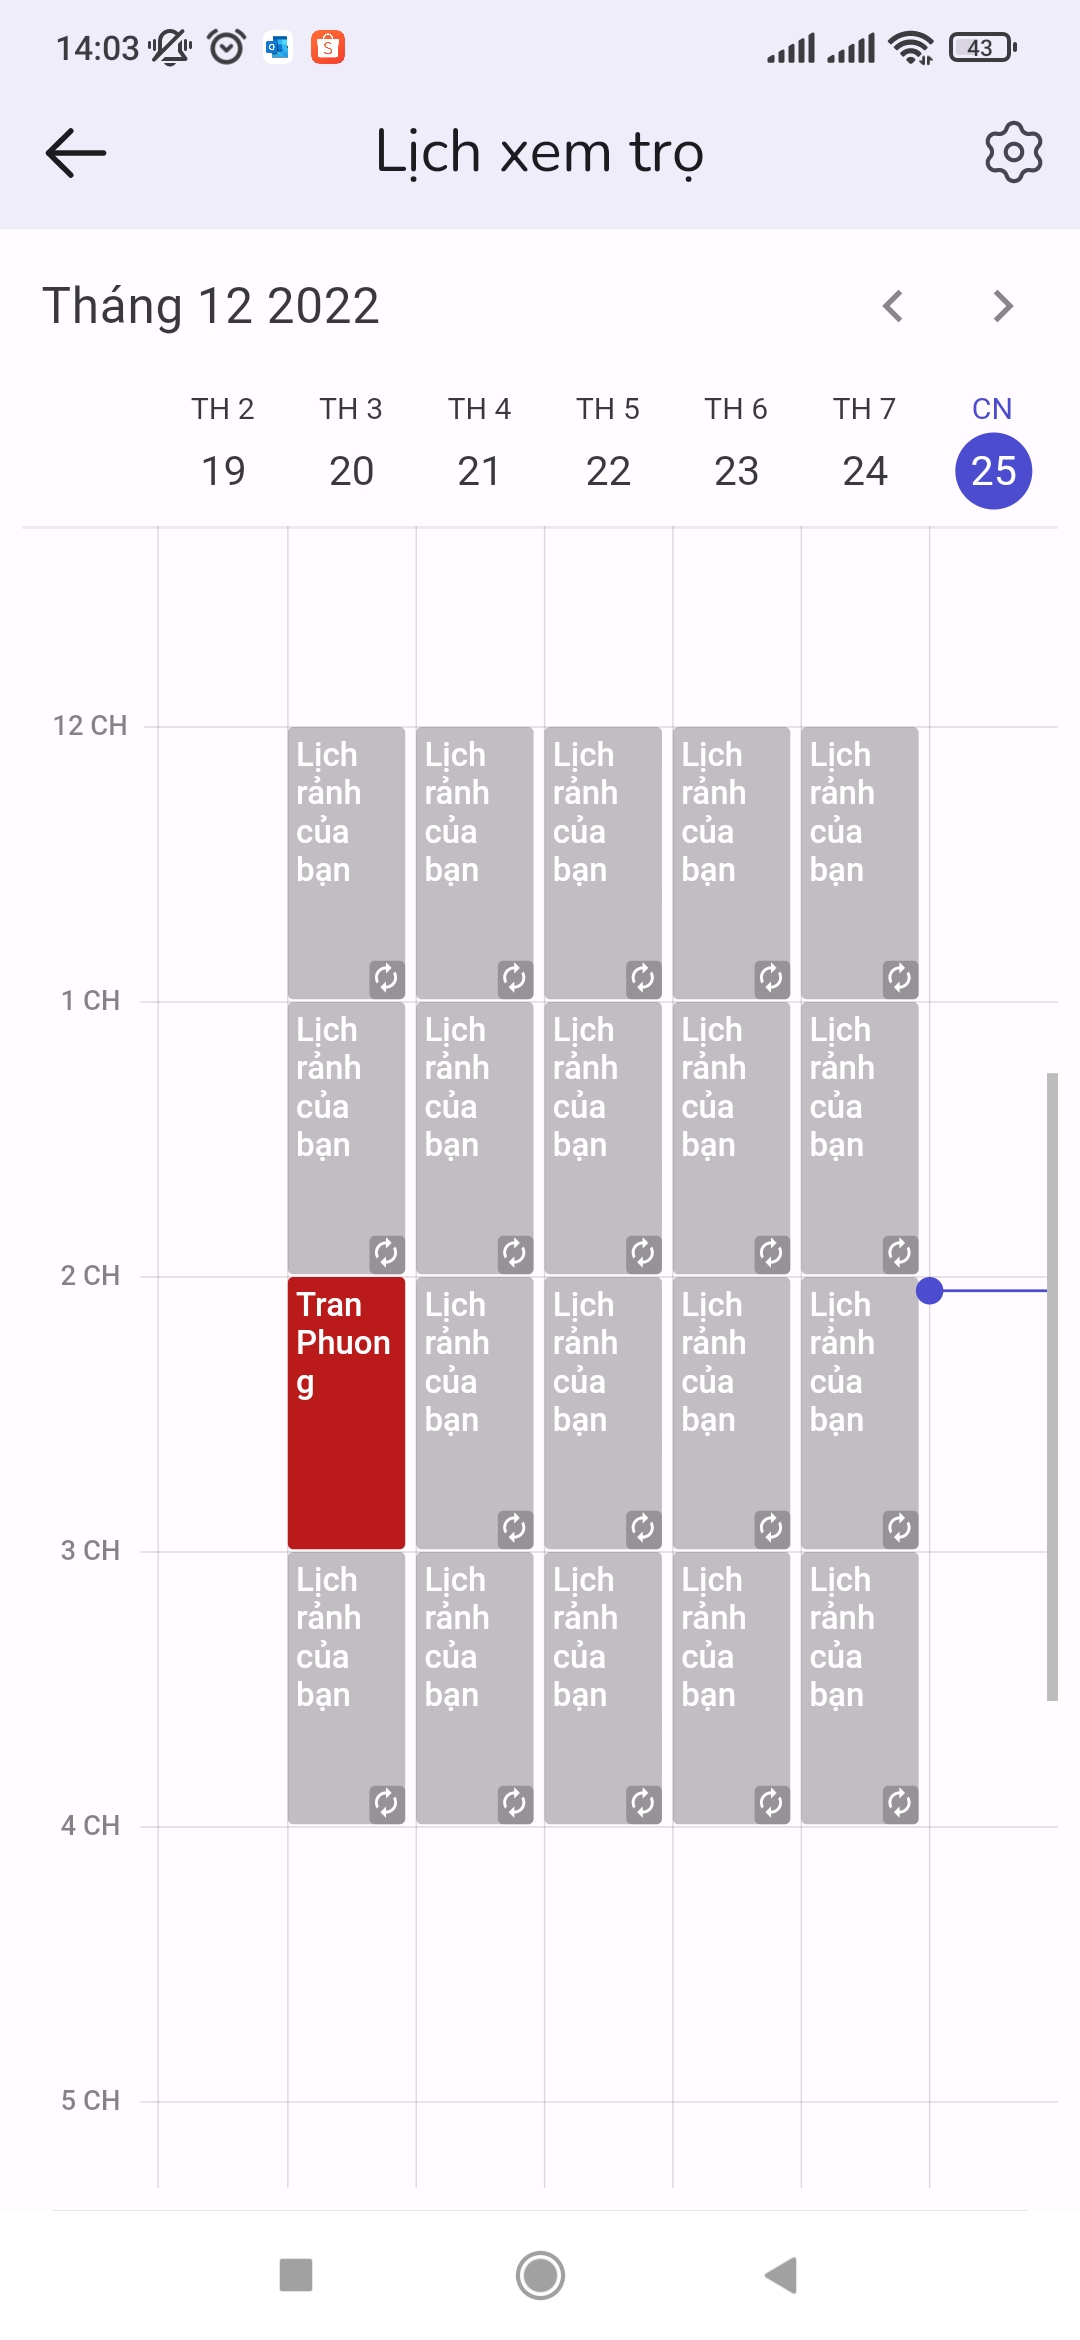 14:03 43
Lịch xem trọ
Tháng 12 2022
TH 2 TH 3 TH 4 TH 5 TH 6 TH 7 CN
19 20 21 22 23 24 25
12 CH
Lịch Lịch Lịch Lịch Lịch
rảnh rảnh rảnh rảnh rảnh
của của của của của
bạn bạn bạn bạn bạn
1 CH
Lịch Lịch Lịch Lịch Lịch
rảnh rảnh rảnh rảnh rảnh
của của của của của
bạn bạn bạn bạn bạn
2 CH
Tran Lịch Lịch Lịch Lịch
Phuon rảnh rảnh rảnh rảnh
g của của của của
bạn bạn bạn bạn
3 CH
Lịch Lịch Lịch Lịch Lịch
rảnh rảnh rảnh rảnh rảnh
của của của của của
bạn bạn bạn bạn bạn
4 CH
5 CH